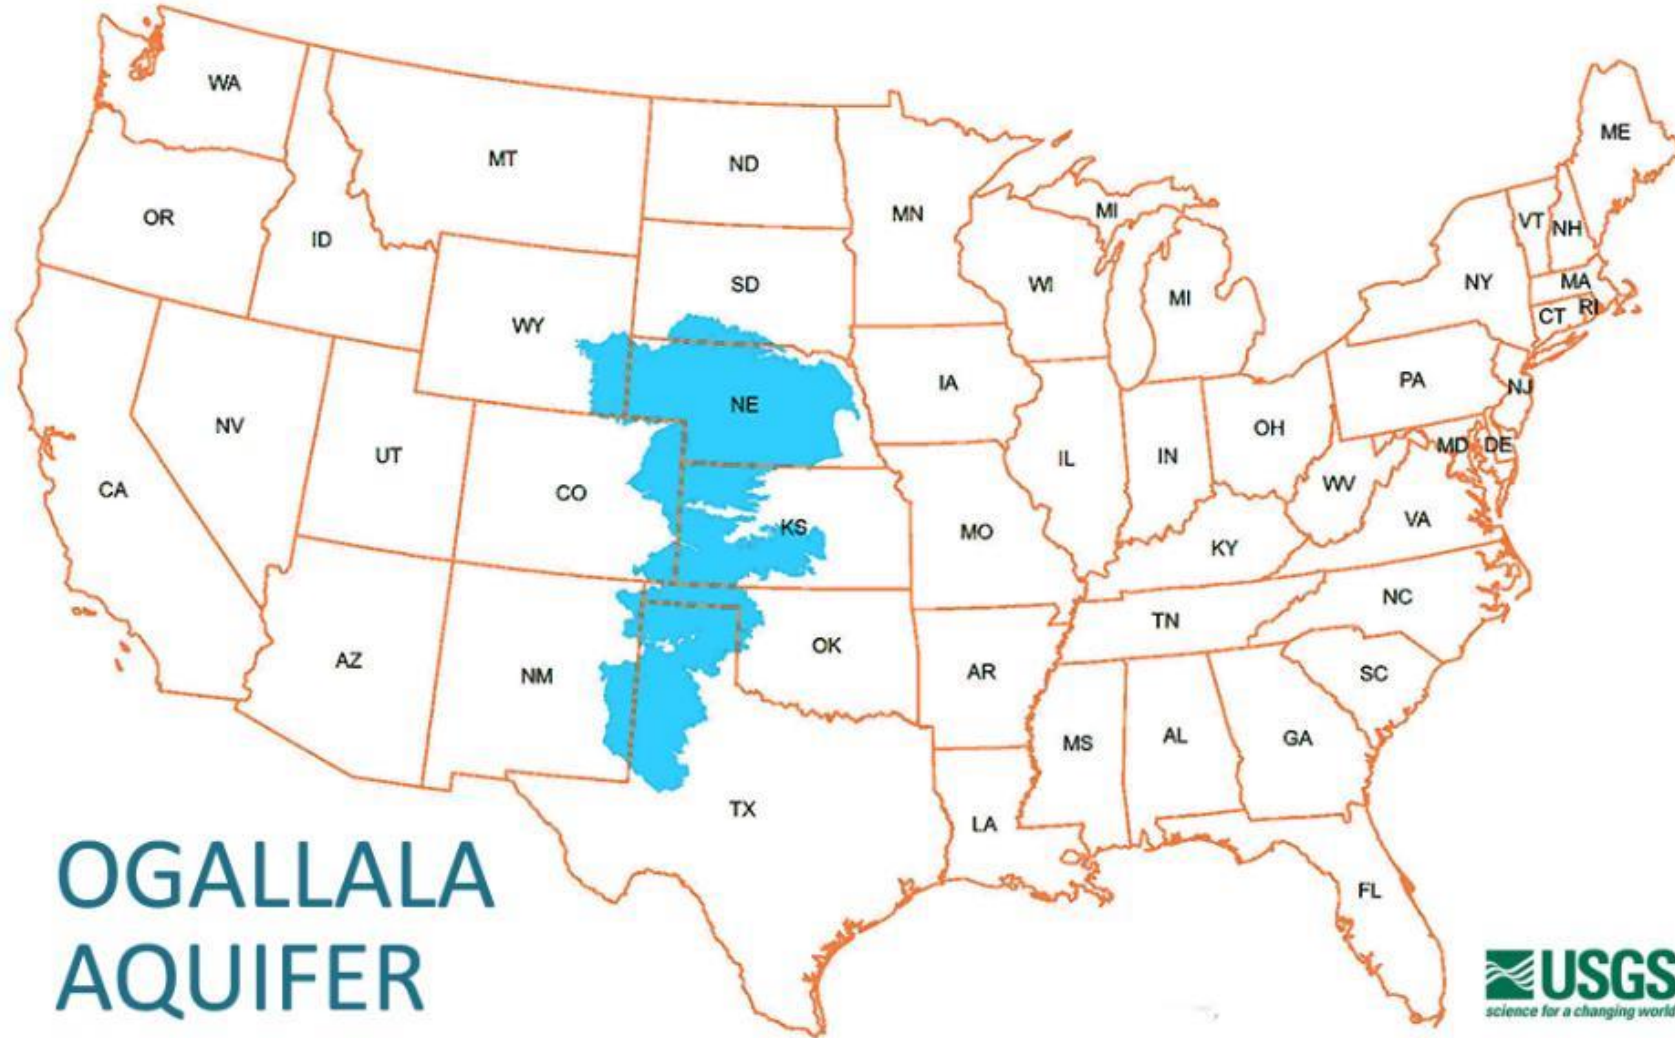 WA
MT
ND
ME
OR
ID
MN
MI
VT
NH
SD
WI
MI
NY
MA
WY
CT
RI
IA
PA
NJ
NE
NV
UT
CO
IL
IN
OH
MD
DE
WV
CA
KS
MO
KY
VA
NC
TN
AZ
NM
OK
AR
SC
MS
AL
GA
TX
LA
FL
OGALLALA
AQUIFER
USGS
science for a changing world